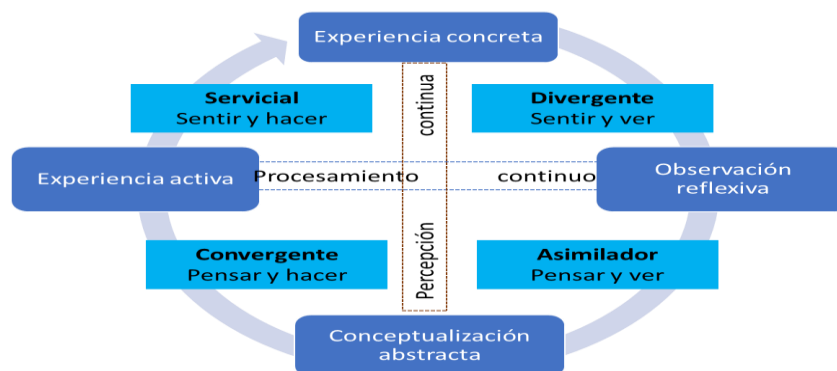 Experiencia concreta
Servicial
Sentir y hacer
continua
Divergente
Sentir y ver
Experiencia activa
Procesamiento
continuo
Observación
reflexiva
Convergente
Pensar y hacer
Percepción
Asimilador
Pensar y ver
Conceptualización
abstracta